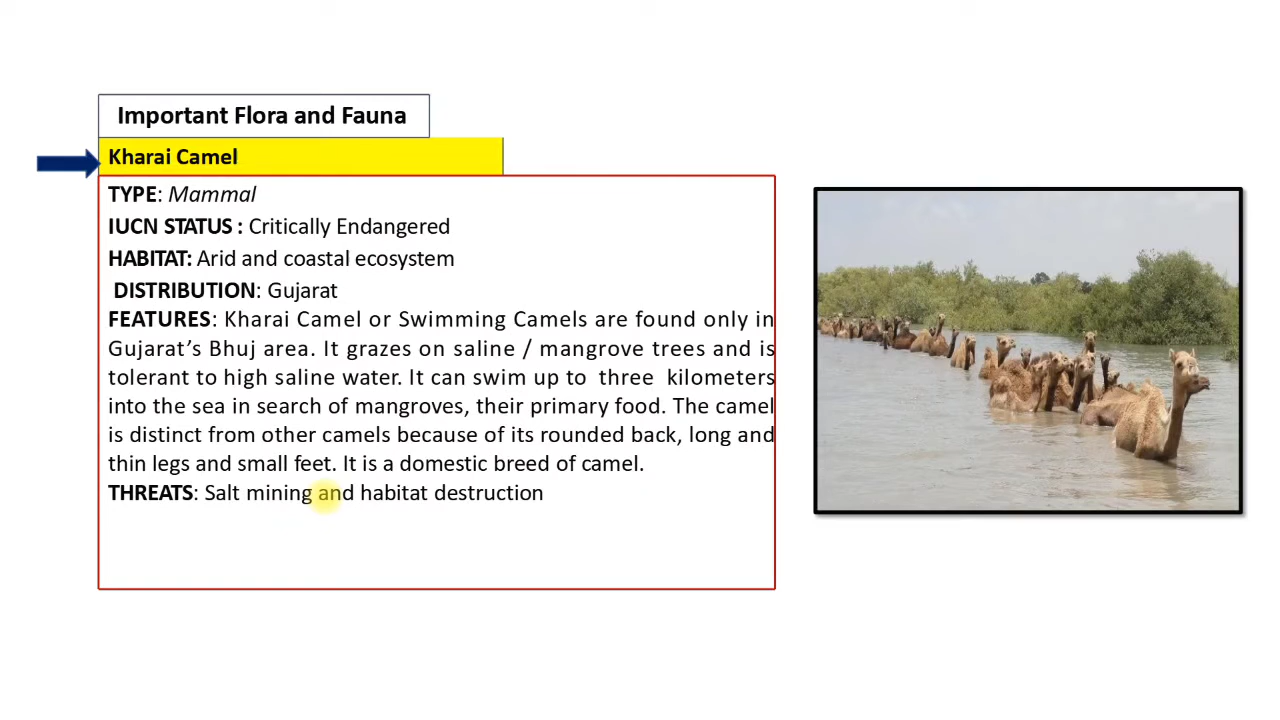 Important Flora and Fauna
Kharai Camel
TYPE: Mammal
IUCN STATUS : Critically Endangered
HABITAT: Arid and coastal ecosystem
DISTRIBUTION: Gujarat
FEATURES: Kharai Camel or Swimming Camels are found only in
Gujarat’s Bhuj area. It grazes on saline / mangrove trees and is
tolerant to high saline water. It can swim up to three kilometers
into the sea in search of mangroves, their primary food. The camel
is distinct from other camels because of its rounded back, long and
thin legs and small feet. It is a domestic breed of camel.
THREATS: Salt mining and habitat destruction